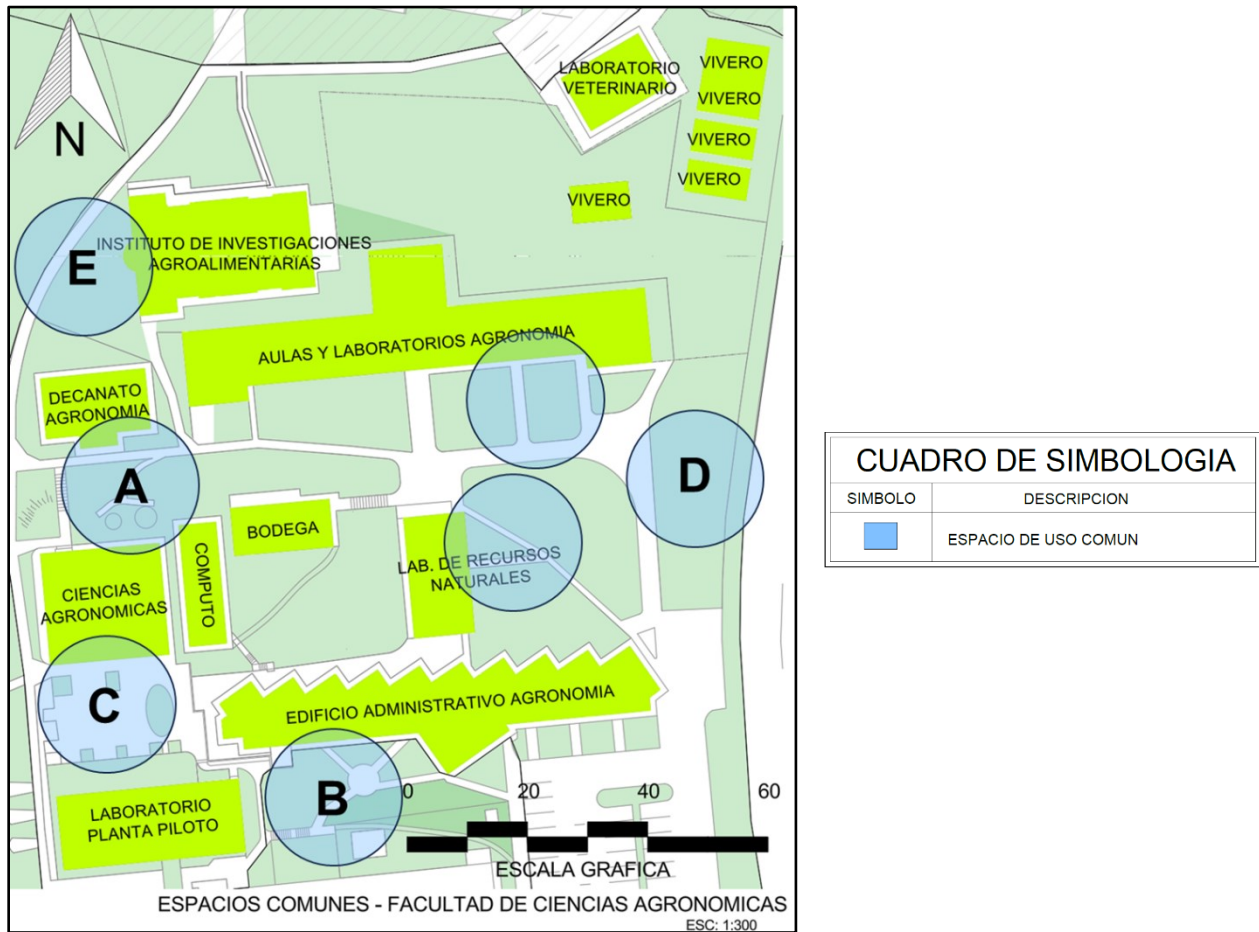 N
LABORATORIO
VETERINARIO
VIVERO
VIVERO
VIVERO
VIVERO
VIVERO
E
INSTITUTO DE INVESTIGACIONES
AGROALIMENTARIAS
AULAS Y LABORATORIOS AGRONOMIA
DECANATO
AGRONOMIA
A
D
BODEGA
COMPUTO
LAB. DE RECURSOS
NATURALES
CIENCIAS
AGRONOMICAS
C
EDIFICIO ADMINISTRATIVO AGRONOMIA
B
LABORATORIO
PLANTA PILOTO
0 20 40 60
ESCALA GRAFICA
ESPACIOS COMUNES - FACULTAD DE CIENCIAS AGRONOMICAS
ESC: 1:300
CUADRO DE SIMBOLOGIA
SIMBOLO DESCRIPCION
ESPACIO DE USO COMUN